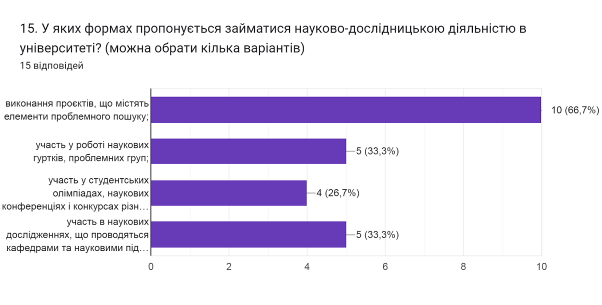 15. У яких формах пропонується займатися науково-дослідницькою діяльністю в
університеті? (можна обрати кілька варіантів)
15 відповідей
виконання проєктів, що містять
елементи проблемного пошуку;
10 (66,7%)
участь у роботі наукових
гуртків, проблемних груп;
5 (33,3%)
участь у студентських
олімпіадах, наукових
конференціях і конкурсах різн…
4 (26,7%)
участь в наукових
дослідженнях, що проводяться
кафедрами та науковими під…
5 (33,3%)
0 2 4 6 8 10